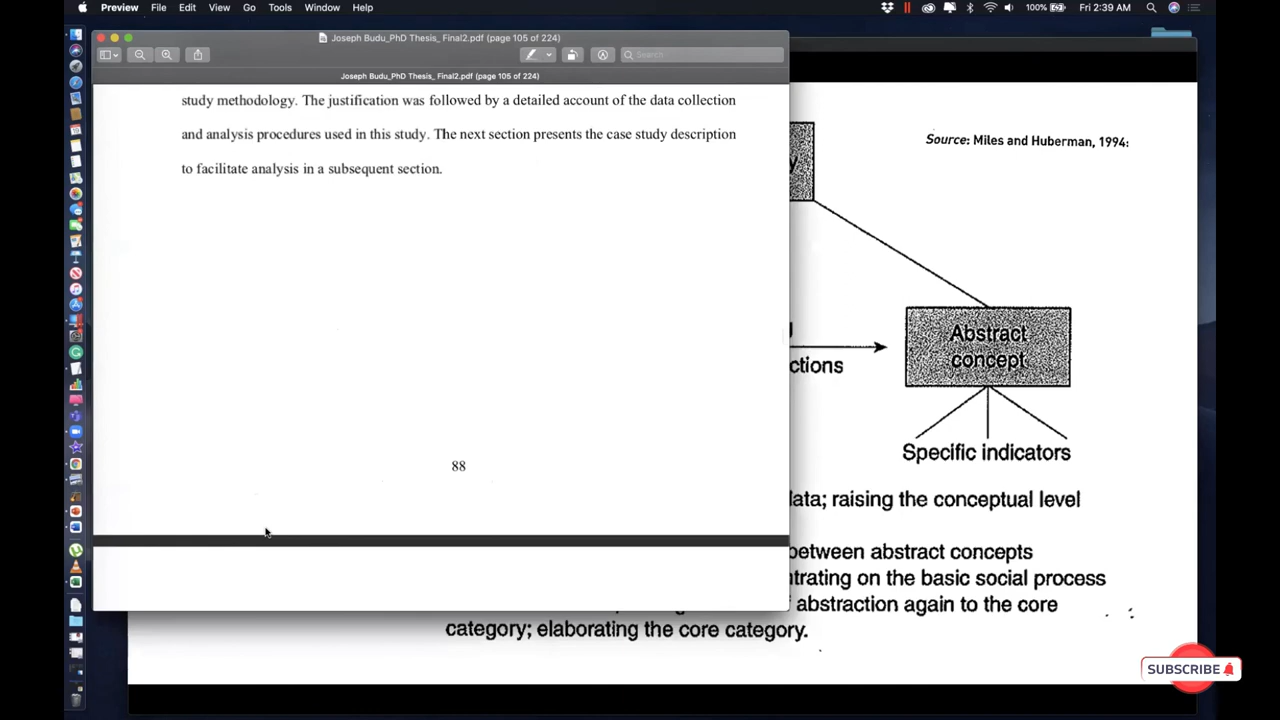 Preview File Edit View Go Tools Window Help 100% Fri 2:39 AM
Joseph Budu_PhD Thesis_ Final2.pdf (page 105 of 224)
Search
Joseph Budu_PhD Thesis_ Final2.pdf (page 105 of 224)
study methodology. The justification was followed by a detailed account of the data collection
and analysis procedures used in this study. The next section presents the case study description
to facilitate analysis in a subsequent section.
88
y
Source: Miles and Huberman, 1994:
Abstract
concept
ctions
Specific indicators
data; raising the conceptual level
between abstract concepts
trating on the basic social process
abstraction again to the core
category; elaborating the core category.
SUBSCRIBE